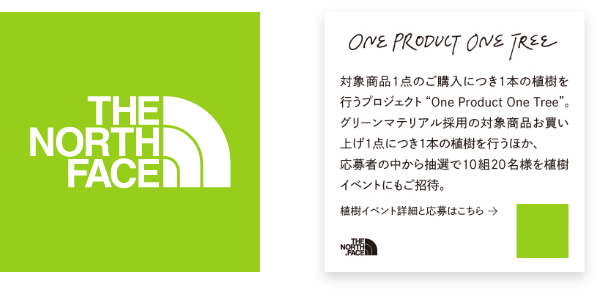 THE
NORTH
FACE
ONE PRODUCT ONE TREE
対象商品1点のご購入につき1本の植樹を
行うプロジェクト “One Product One Tree”。
グリーンマテリアル採用の対象商品お買い
上げ1点につき1本の植樹を行うほか、
応募者の中から抽選で10組20名様を植樹
イベントにもご招待。
植樹イベント詳細と応募はこちら →
THE
NORTH
FACE